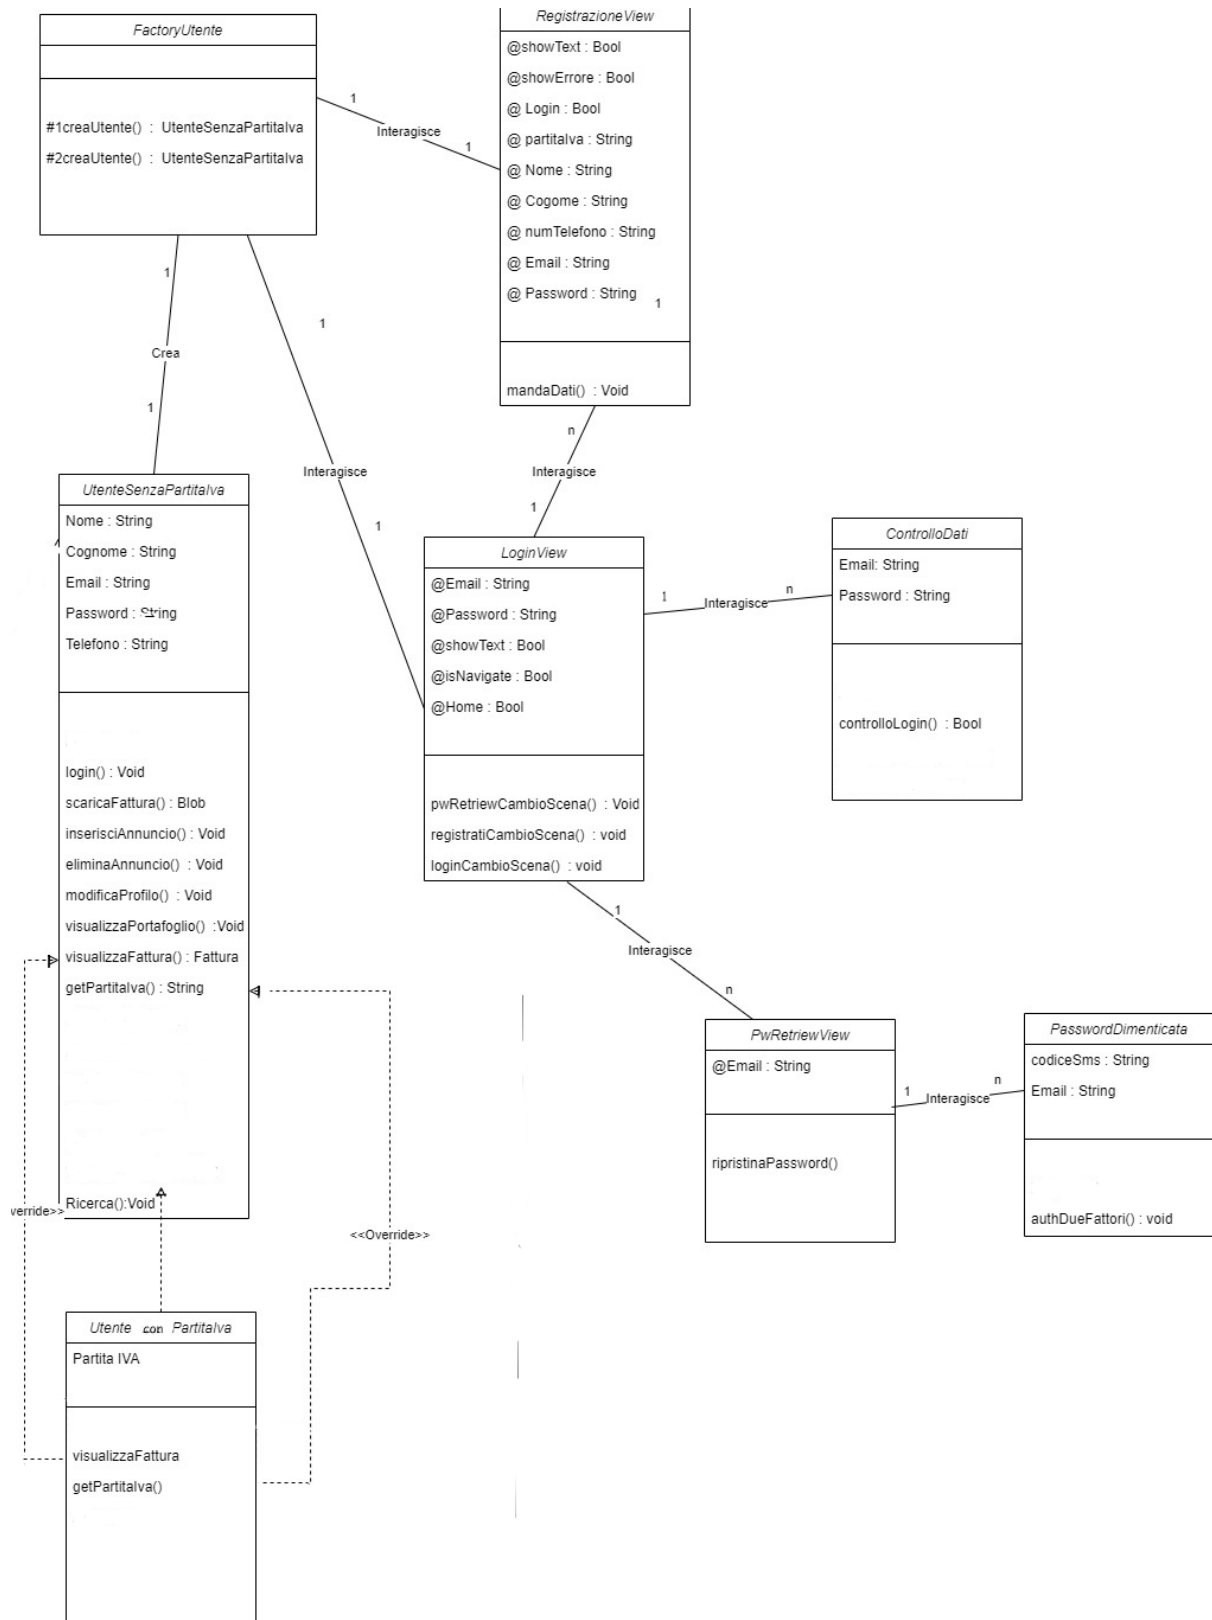 FactoryUtente
#1creaUtente() : UtenteSenzaPartitaIva
#2creaUtente() : UtenteSenzaPartitaIva
1
Interagisce
1
RegistrazioneView
@showText : Bool
@showErrore : Bool
@ Login : Bool
@ partitaIva : String
@ Nome : String
@ Cogome : String
@ numTelefono : String
@ Email : String
@ Password : String
1
mandaDati() : Void
1
Crea
1
1
Interagisce
1
n
Interagisce
1
UtenteSenzaPartitaIva
Nome : String
Cognome : String
Email : String
Password : String
Telefono : String
login() : Void
scaricaFattura() : Blob
inserisciAnnuncio() : Void
eliminaAnnuncio() : Void
modificaProfilo() : Void
visualizzaPortafoglio() :Void
visualizzaFattura() : Fattura
getPartitaIva() : String
Ricerca():Void
LoginView
@Email : String
@Password : String
@showText : Bool
@isNavigate : Bool
@Home : Bool
pwRetriewCambioScena() : Void
registratiCambioScena() : void
loginCambioScena() : void
1
Interagisce
n
ControlloDati
Email: String
Password : String
controlloLogin() : Bool
1
Interagisce
n
PwRetriewView
@Email : String
ripristinaPassword()
1
Interagisce
n
PasswordDimenticata
codiceSms : String
Email : String
authDueFattori() : void
verride>>
<<Override>>
Utente con PartitaIva
Partita IVA
visualizzaFattura
getPartitaIva()